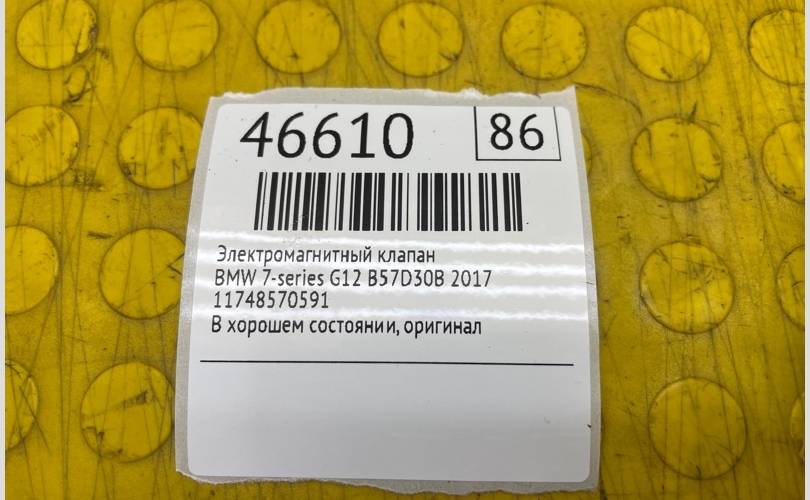 46610 86
Электромагнитный клапан
BMW 7-series G12 B57D30B 2017
11748570591
В хорошем состоянии, оригинал